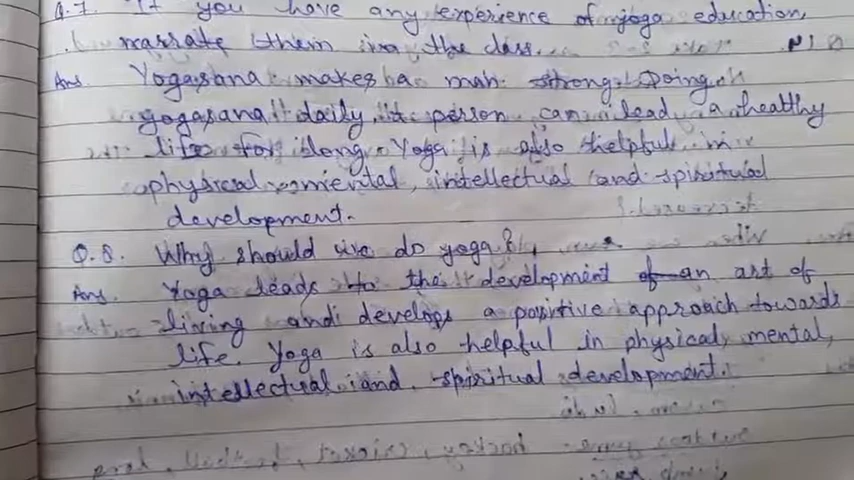 Q.7. If you have any experience of yoga education,
narrate them in the class.
Ans. Yogasana makes a man strong. Doing
yogasana daily, a person can lead a healthy
life for long. Yoga is also helpful in
physical, mental, intellectual and spiritual
development.
Q.8. Why should we do yoga?
Ans. Yoga leads to the development of an art of
living and develops a positive approach towards
life. Yoga is also helpful in physical, mental,
intellectual and spiritual development.